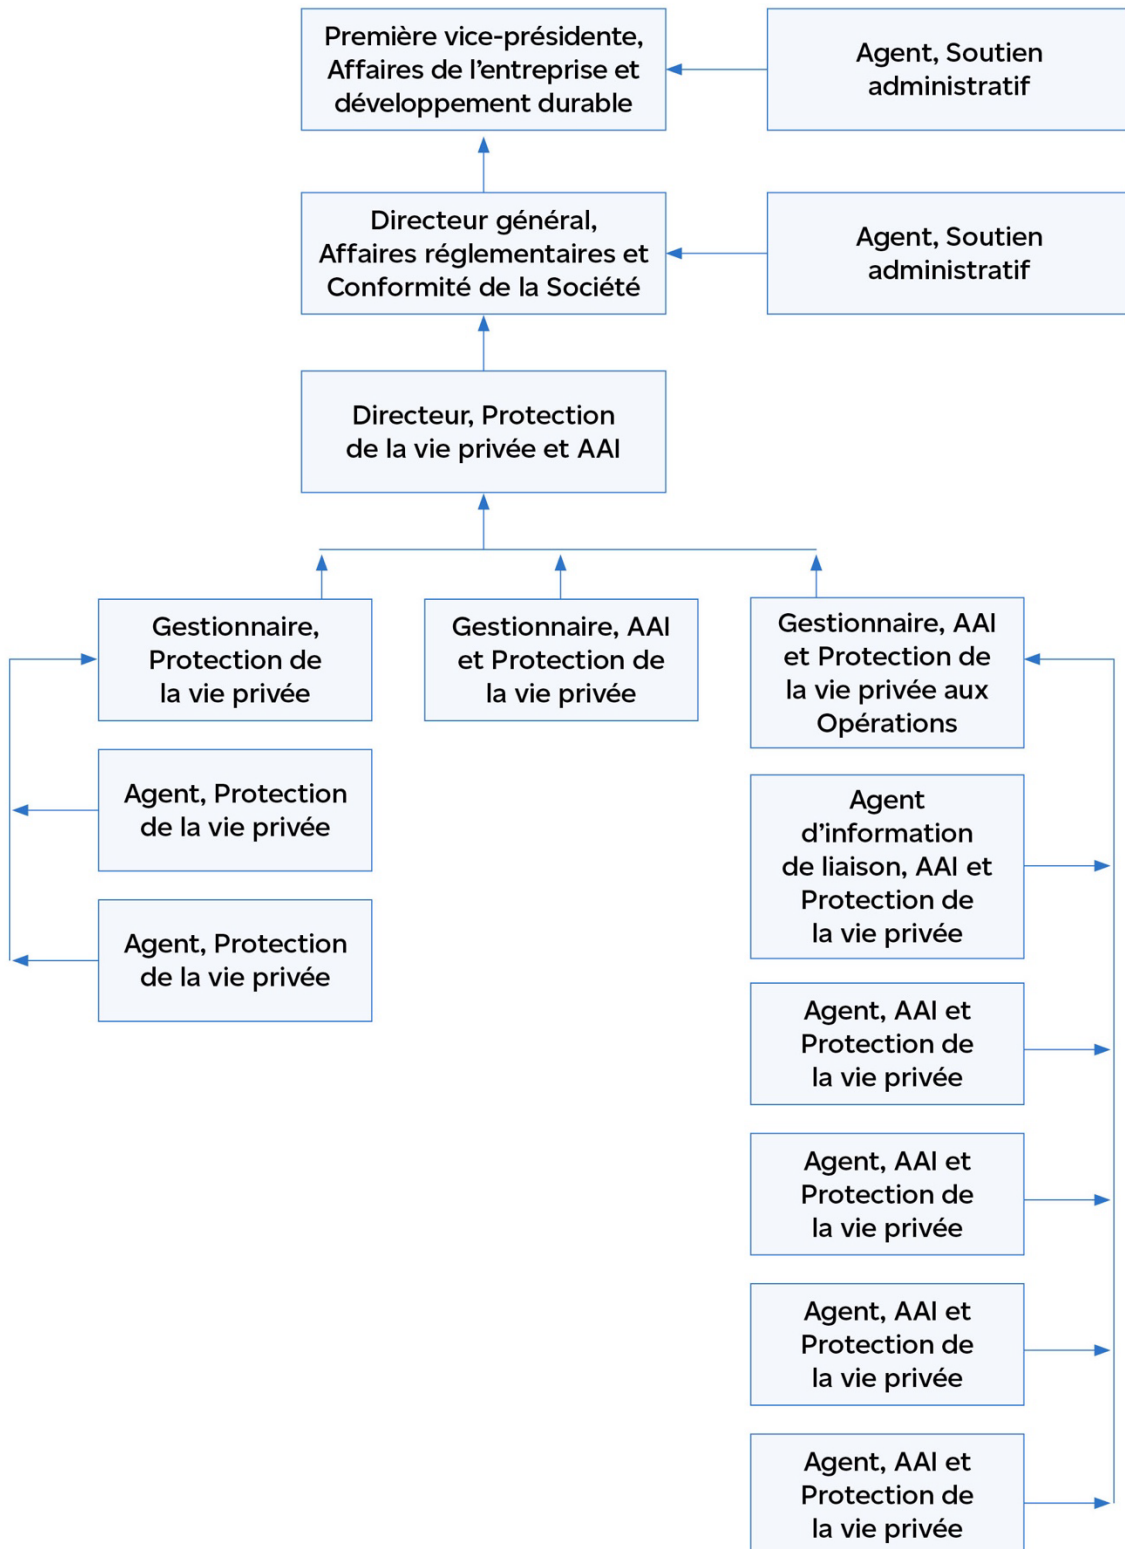 Première vice-présidente,
Affaires de l'entreprise et
développement durable
Agent, Soutien
administratif
Directeur général,
Affaires réglementaires et
Conformité de la Société
Agent, Soutien
administratif
Directeur, Protection
de la vie privée et AAI
Gestionnaire,
Protection de
la vie privée
Gestionnaire, AAI
et Protection de
la vie privée
Gestionnaire, AAI
et Protection de
la vie privée aux
Opérations
Agent, Protection
de la vie privée
Agent, Protection
de la vie privée
Agent
d'information
de liaison, AAI et
Protection de
la vie privée
Agent, AAI et
Protection de
la vie privée
Agent, AAI et
Protection de
la vie privée
Agent, AAI et
Protection de
la vie privée
Agent, AAI et
Protection de
la vie privée